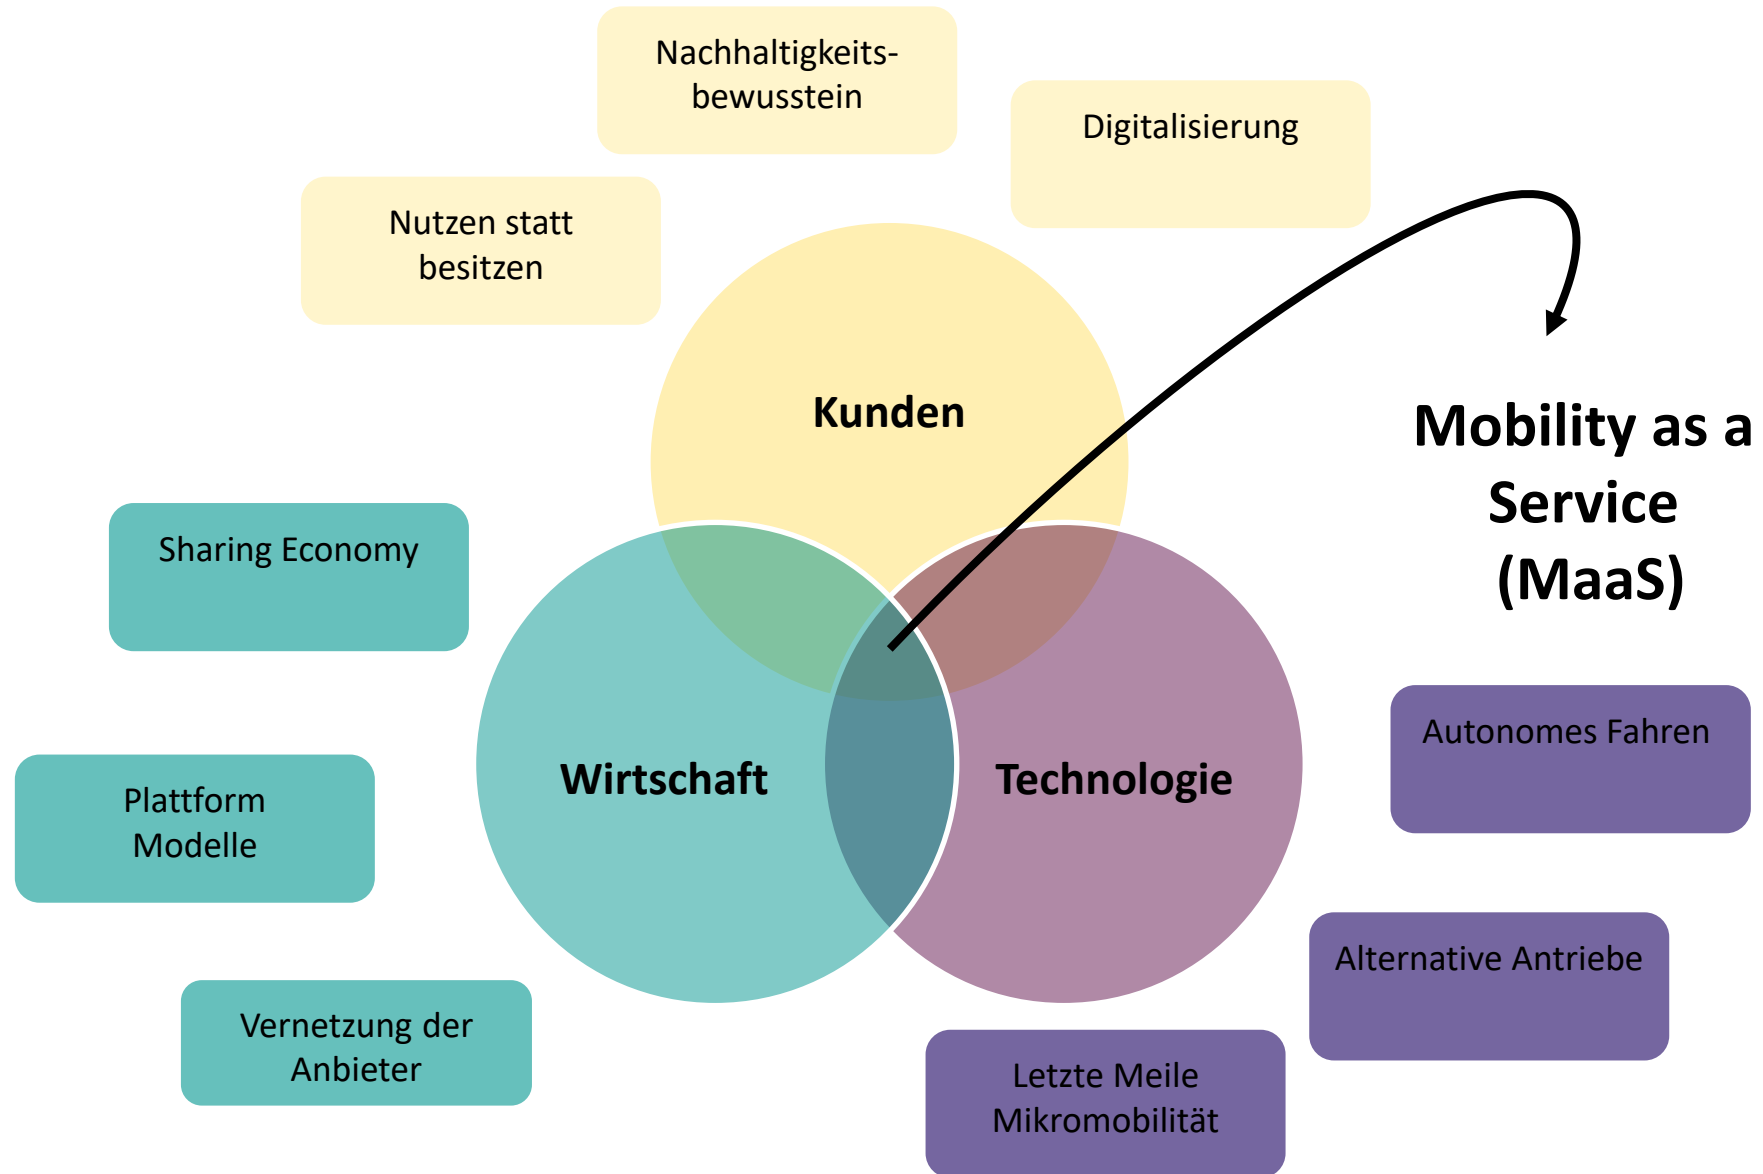 Nachhaltigkeits-
bewusstein
Digitalisierung
Nutzen statt
besitzen
Kunden
Mobility as a
Service
(MaaS)
Sharing Economy
Wirtschaft
Technologie
Autonomes Fahren
Plattform
Modelle
Alternative Antriebe
Vernetzung der
Anbieter
Letzte Meile
Mikromobilität